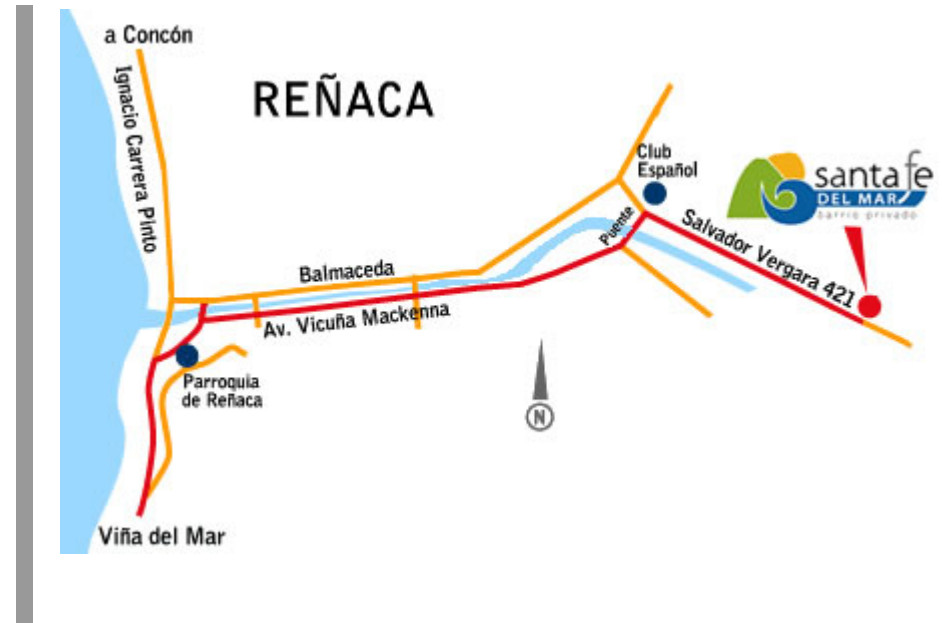 a Concón
Ignacio Carrera Pinto
REÑACA
Club
Español
santa fe
DEL MAR
barrio privado
Puente
Salvador Vergara 421
Balmaceda
Av. Vicuña Mackenna
Parroquia
de Reñaca
N
Viña del Mar